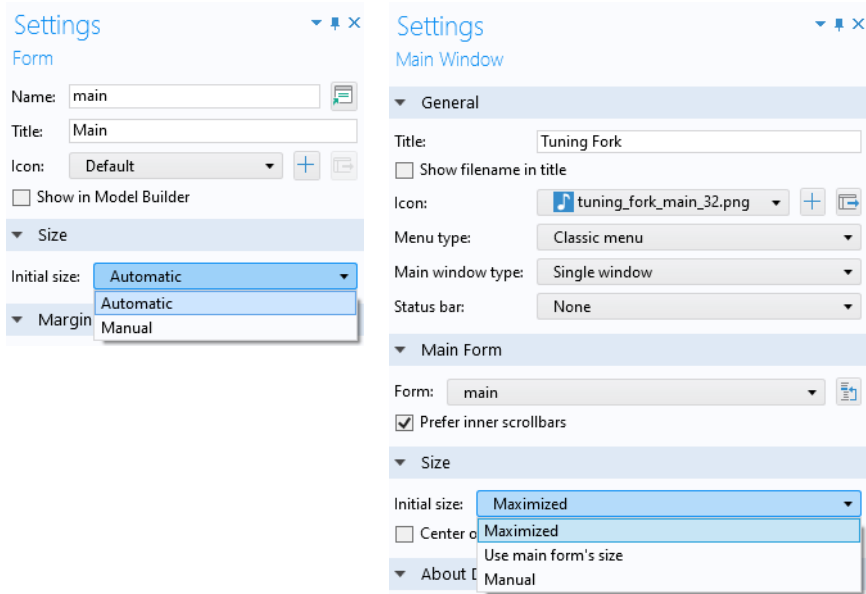 Settings
Form
Name: main
Title: Main
Icon: Default
Show in Model Builder
Size
Initial size: Automatic
Automatic
Manual
Margin
Settings
Main Window
General
Title: Tuning Fork
Show filename in title
Icon: tuning_fork_main_32.png
Menu type: Classic menu
Main window type: Single window
Status bar: None
Main Form
Form: main
Prefer inner scrollbars
Size
Initial size: Maximized
Center o
Maximized
Use main form's size
Manual
About D